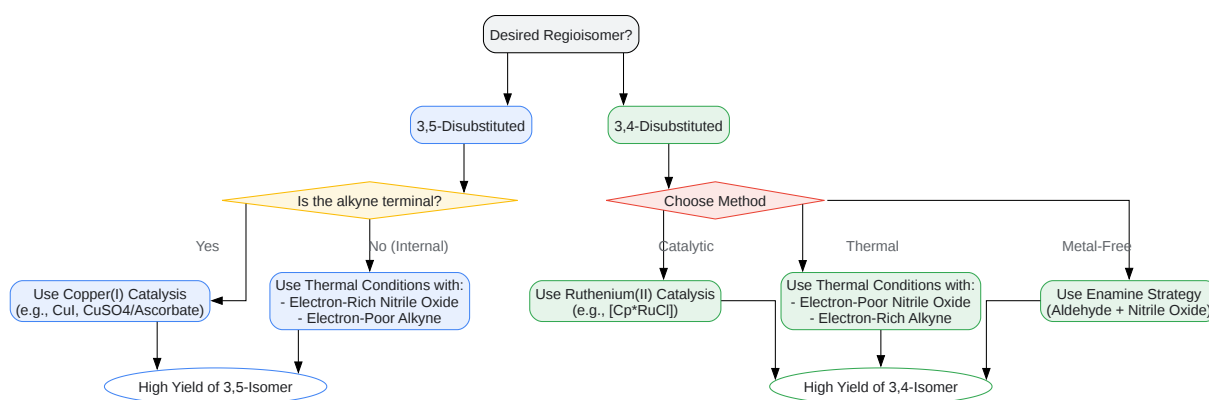 Desired Regioisomer?
3,5-Disubstituted
3,4-Disubstituted
Is the alkyne terminal?
Choose Method
Yes
No (Internal)
Catalytic
Thermal
Metal-Free
Use Copper(I) Catalysis
(e.g., CuI, CuSO4/Ascorbate)
Use Thermal Conditions with:
- Electron-Rich Nitrile Oxide
- Electron-Poor Alkyne
Use Ruthenium(II) Catalysis
(e.g., [Cp*RuCl])
Use Thermal Conditions with:
- Electron-Poor Nitrile Oxide
- Electron-Rich Alkyne
Use Enamine Strategy
(Aldehyde + Nitrile Oxide)
High Yield of 3,5-Isomer
High Yield of 3,4-Isomer